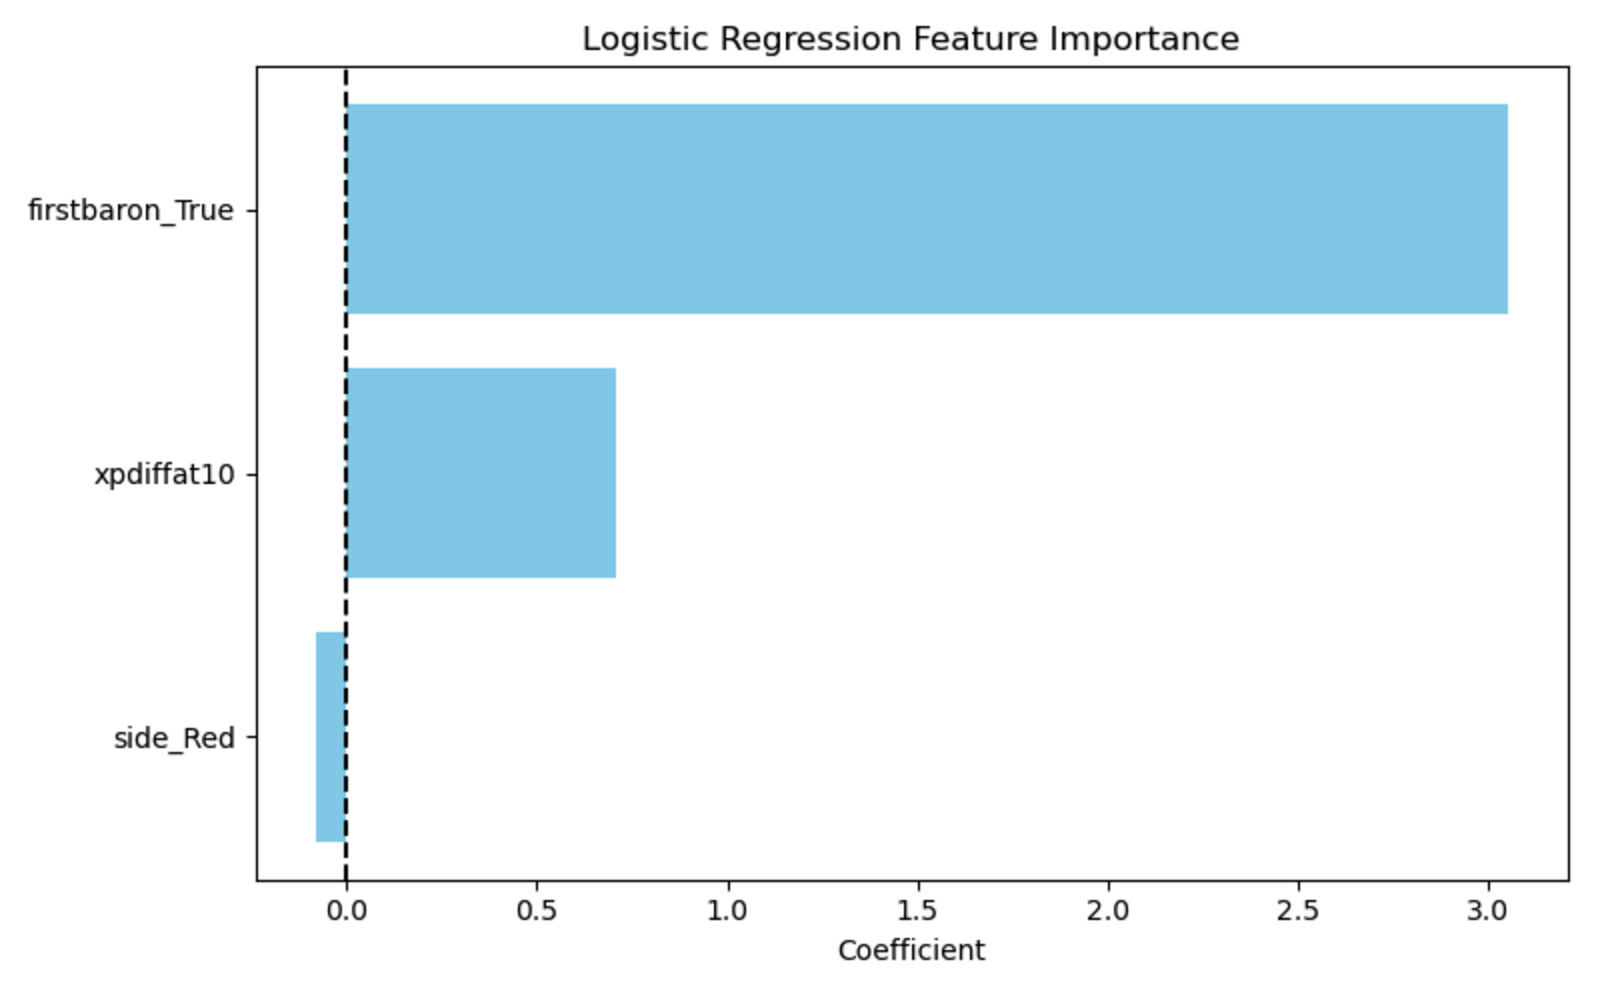 Logistic Regression Feature Importance
firstbaron_True
xpdiffat10
side_Red
0.0 0.5 1.0 1.5 2.0 2.5 3.0
Coefficient